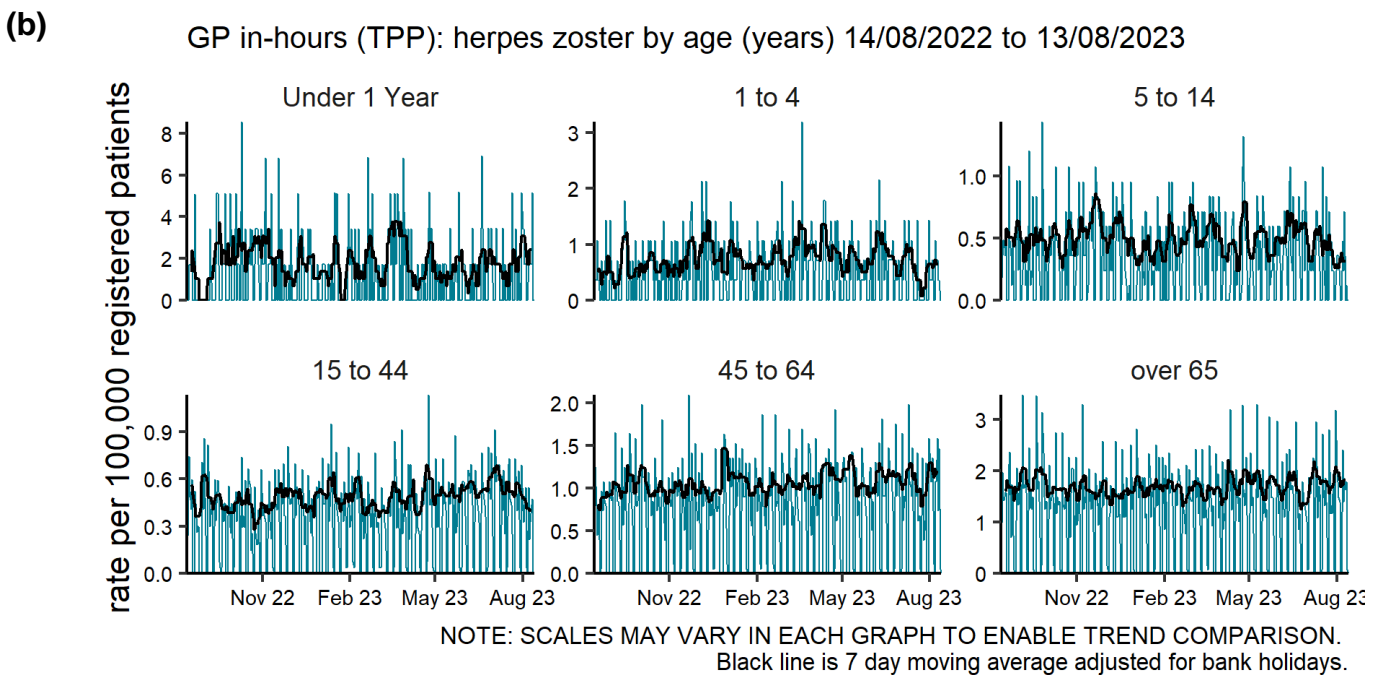 (b)
GP in-hours (TPP): herpes zoster by age (years) 14/08/2022 to 13/08/2023
rate per 100,000 registered patients
Under 1 Year
8
6
4
2
0
1 to 4
3
2
1
0
5 to 14
1.0
0.5
0.0
15 to 44
0.9
0.6
0.3
0.0
Nov 22 Feb 23 May 23 Aug 23
45 to 64
2.0
1.5
1.0
0.5
0.0
Nov 22 Feb 23 May 23 Aug 23
over 65
3
2
1
0
Nov 22 Feb 23 May 23 Aug 23
NOTE: SCALES MAY VARY IN EACH GRAPH TO ENABLE TREND COMPARISON.
Black line is 7 day moving average adjusted for bank holidays.